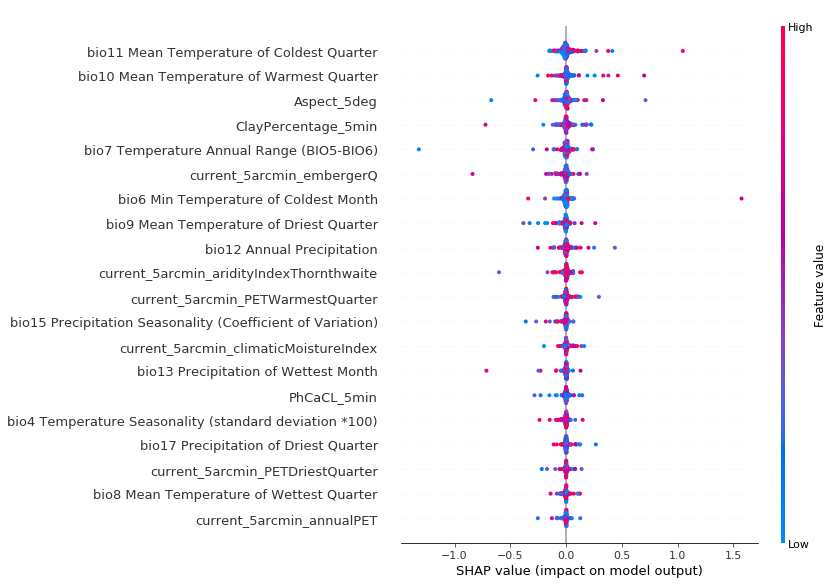 High
bio11 Mean Temperature of Coldest Quarter
bio10 Mean Temperature of Warmest Quarter
Aspect_5deg
ClayPercentage_5min
bio7 Temperature Annual Range (BIO5-BIO6)
current_5arcmin_embergerQ
bio6 Min Temperature of Coldest Month
bio9 Mean Temperature of Driest Quarter
bio12 Annual Precipitation
current_5arcmin_aridityIndexThornthwaite
current_5arcmin_PETWarmestQuarter
bio15 Precipitation Seasonality (Coefficient of Variation)
current_5arcmin_climaticMoistureIndex
bio13 Precipitation of Wettest Month
PhCaCL_5min
bio4 Temperature Seasonality (standard deviation *100)
bio17 Precipitation of Driest Quarter
current_5arcmin_PETDriestQuarter
bio8 Mean Temperature of Wettest Quarter
current_5arcmin_annualPET
Feature value
Low
−1.0 −0.5 0.0 0.5 1.0 1.5
SHAP value (impact on model output)